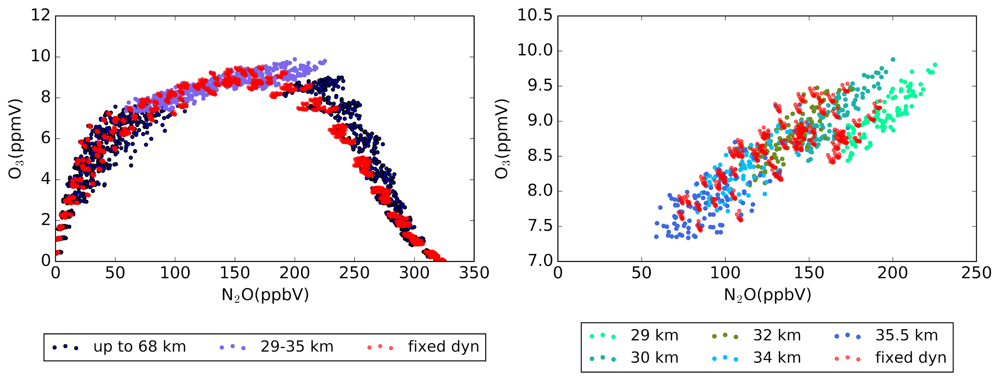 12
10
8
6
4
2
0
O3(ppmV)
0 50 100 150 200 250 300 350
N2O(ppbV)
up to 68 km 29-35 km fixed dyn
10.5
10.0
9.5
9.0
8.5
8.0
7.5
7.0
O3(ppmV)
0 50 100 150 200 250
N2O(ppbV)
29 km 32 km 35.5 km
30 km 34 km fixed dyn